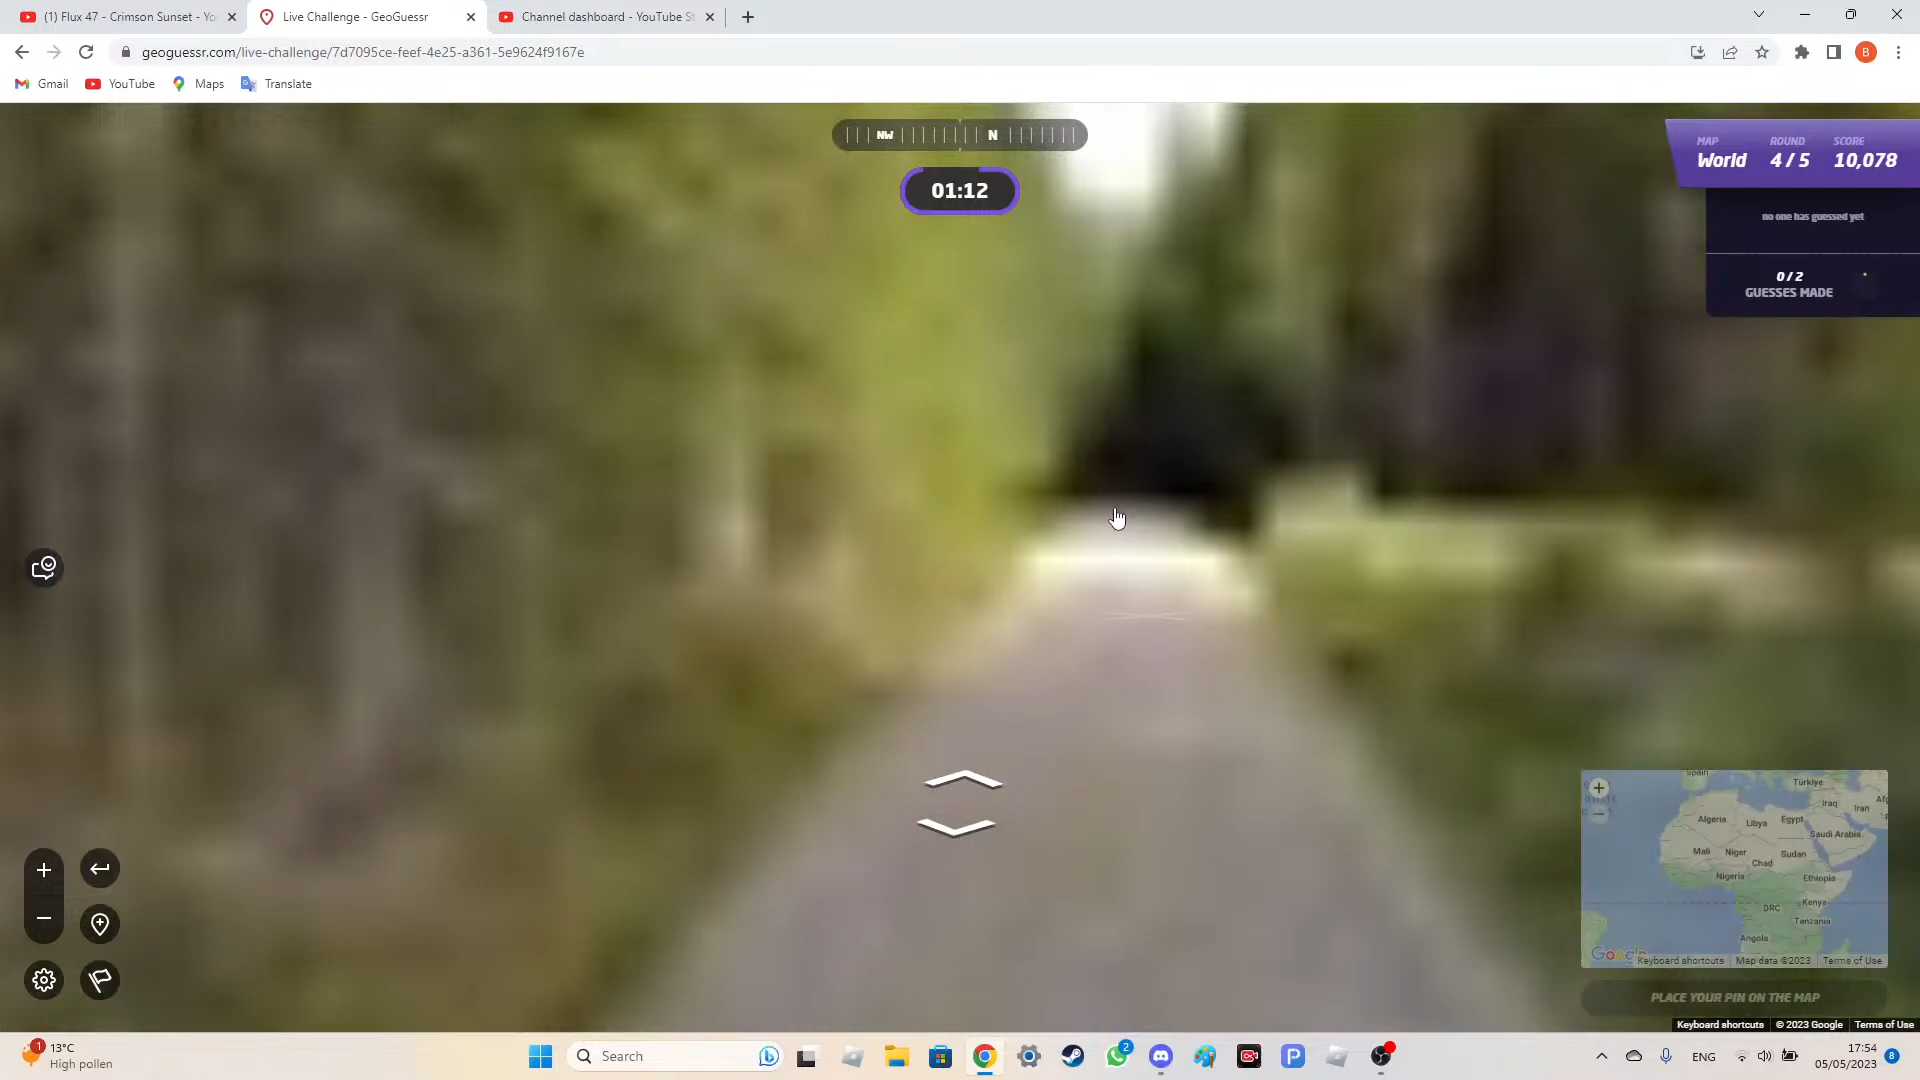 (1) Flux 47 - Crimson Sunset - Yo
Live Challenge - GeoGuessr
Channel dashboard - YouTube St
geoguessr.com/live-challenge/7d7095ce-feef-4e25-a361-5e9624f9167e
B
Gmail
YouTube
Maps
Translate
NW
N
01:12
MAP
ROUND
SCORE
World
4 / 5
10,078
no one has guessed yet
0 / 2
GUESSES MADE
Spain
Türkiye
Iraq
Iran
Afg
Algeria
Libya
Egypt
Saudi Arabia
Mali
Niger
Chad
Sudan
Nigeria
Ethiopia
DRC
Kenya
Tanzania
Angola
Google
Keyboard shortcuts
Map data ©2023
Terms of Use
PLACE YOUR PIN ON THE MAP
Keyboard shortcuts
© 2023 Google
Terms of Use
1
13°C
High pollen
Search
2
P
ENG
17:54
05/05/2023
8